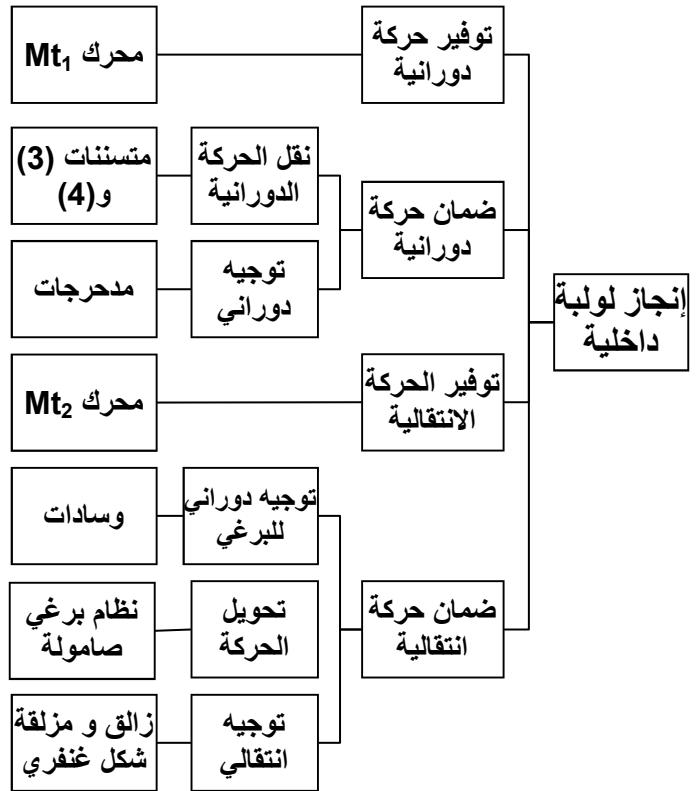 إنجاز لولبة
داخلية
توفير حركة
دورانية
محرك Mt₁
ضمان حركة
دورانية
نقل الحركة
الدورانية
متسننات (3)
و(4)
توجيه
دوراني
مدحرجات
توفير الحركة
الانتقالية
محرك Mt₂
ضمان حركة
انتقالية
توجيه دوراني
للبرغي
وسادات
تحويل
الحركة
نظام برغي
صامولة
توجيه
انتقالي
زالق و مزلقة
شكل غنفري